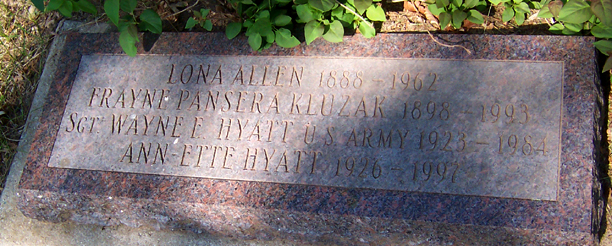 LONA ALLEN 1888 - 1962
FRAYNE PANSERA KLUZAK 1898 - 1993
SGT WAYNE E HYATT U S ARMY 1923 - 1984
ANN-ETTE HYATT 1926 - 1997